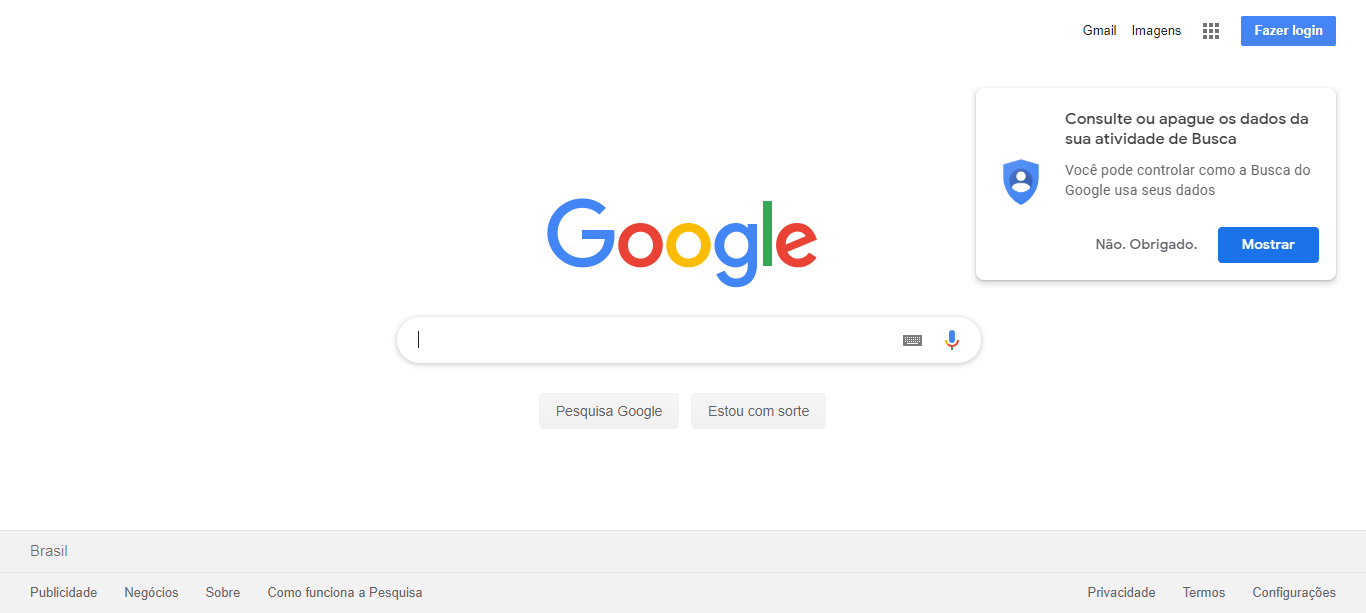 Gmail Imagens Fazer login
Consulte ou apague os dados da
sua atividade de Busca
Você pode controlar como a Busca do
Google usa seus dados
Não. Obrigado. Mostrar
Google
Pesquisa Google Estou com sorte
Brasil
Publicidade Negócios Sobre Como funciona a Pesquisa Privacidade Termos Configurações